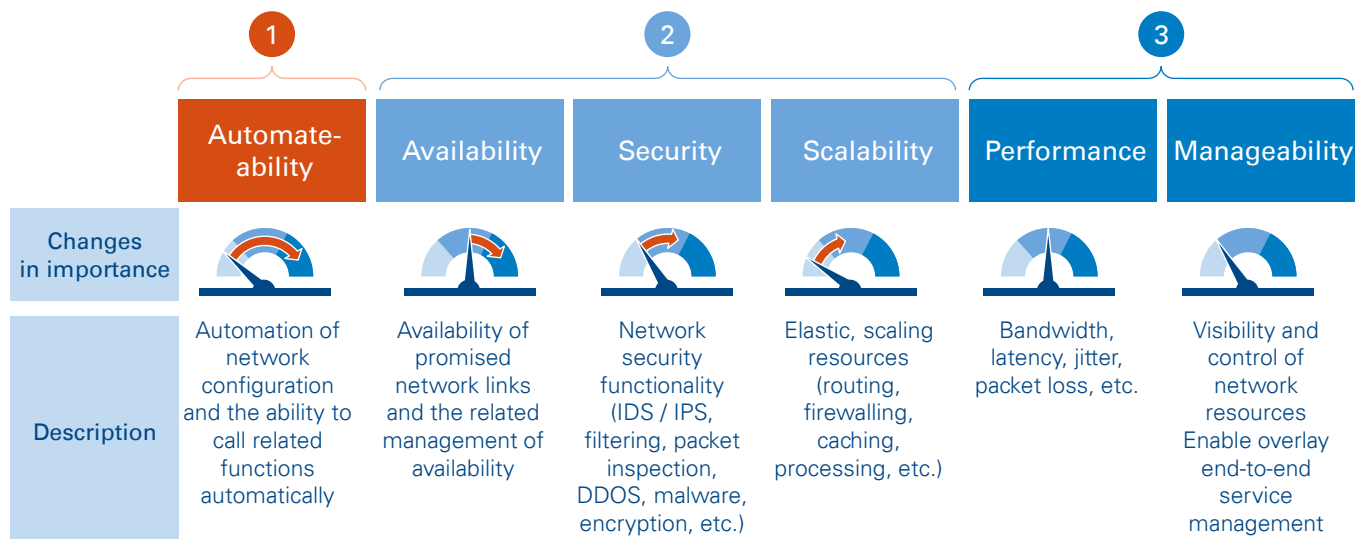 1
2
3
Automate-
ability
Availability
Security
Scalability
Performance
Manageability
Changes
in importance
Description
Automation of
network
configuration
and the ability to
call related
functions
automatically
Availability of
promised
network links
and the related
management of
availability
Network
security
functionality
(IDS / IPS,
filtering, packet
inspection,
DDOS, malware,
encryption, etc.)
Elastic, scaling
resources
(routing,
firewalling,
caching,
processing, etc.)
Bandwidth,
latency, jitter,
packet loss, etc.
Visibility and
control of
network
resources
Enable overlay
end-to-end
service
management